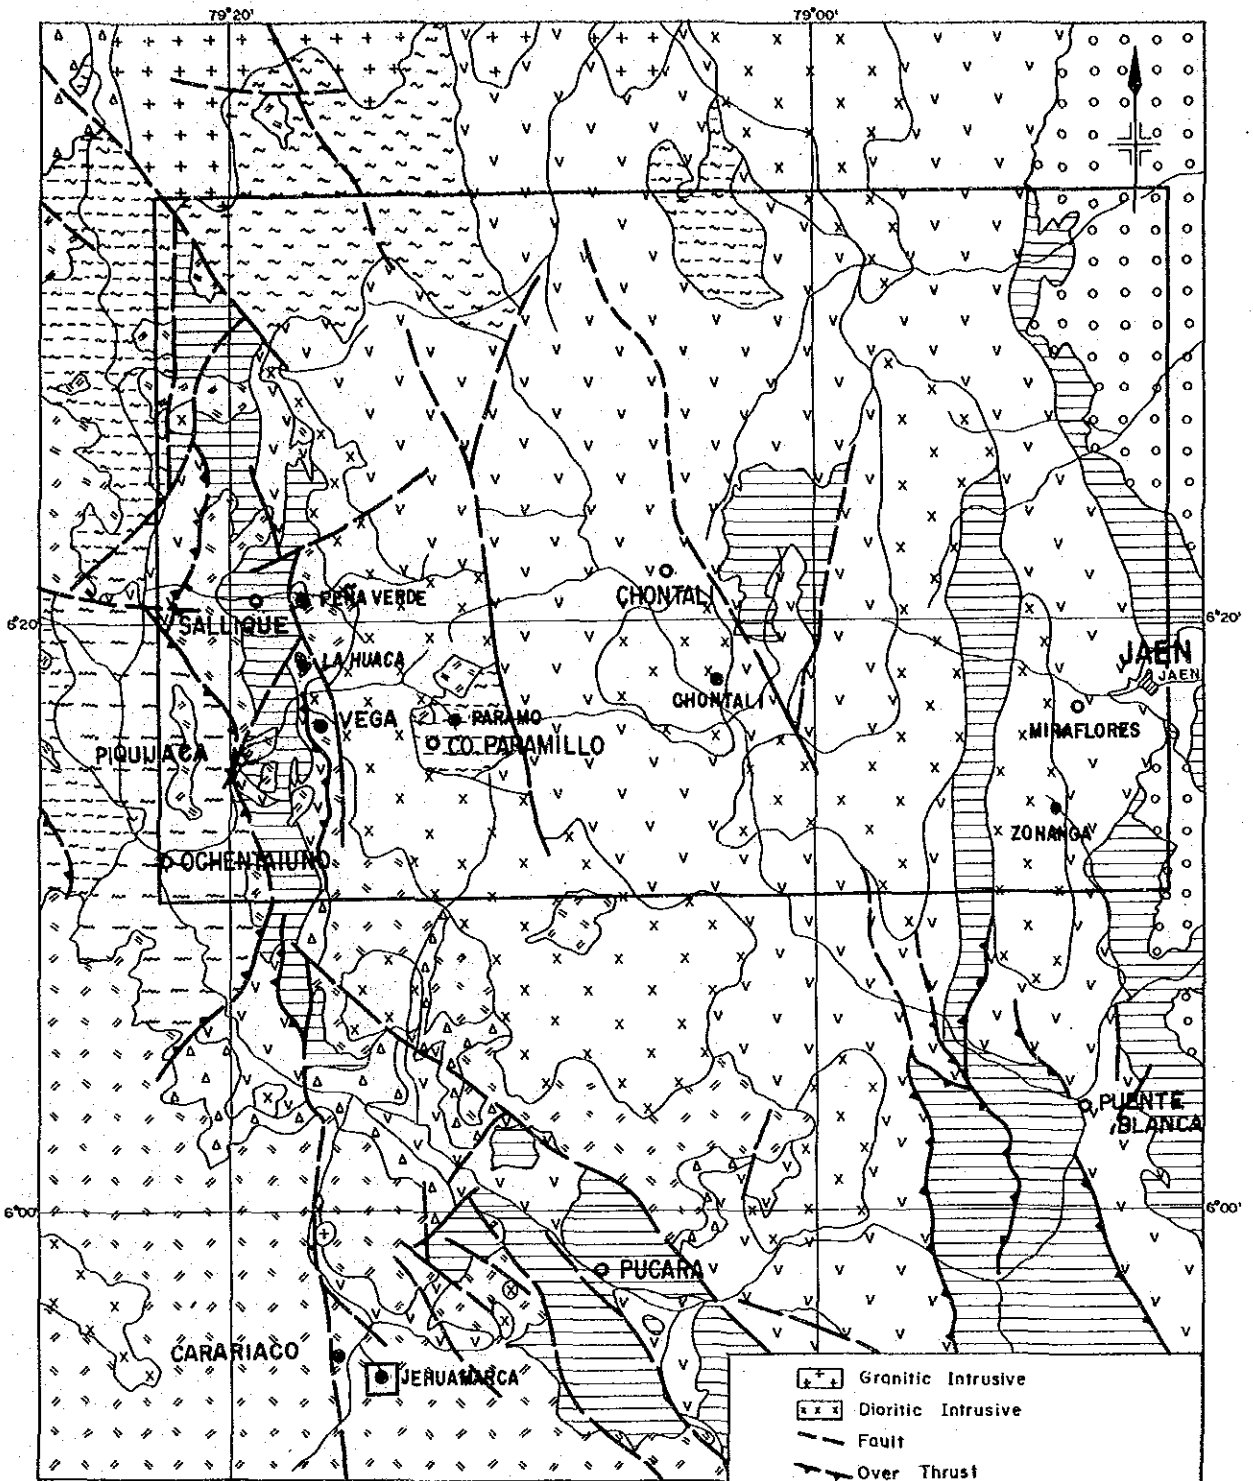 79°20'
79°00'
PEÑA VERDE
CHONTALI
6°20'
6°20'
SALLIQUE
JAEN
LA HUACA
JAEN
CHONTALI
VEGA
PARAMO
MIRAFLORES
PIQUIJACA
CO. PARAMILLO
ZONANGA
OCHENTAIUNO
PUENTE
BLANCA
6°00'
6°00'
PUCARA
CARARIACO
JEHUAMARCA
Granitic Intrusive
Dioritic Intrusive
Fault
Over Thrust